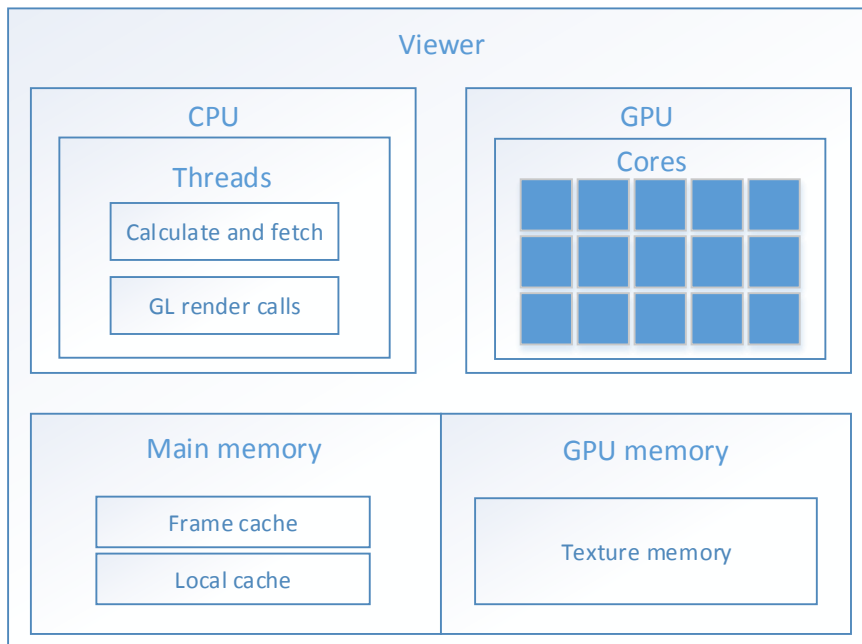 Viewer
CPU
Threads
Calculate and fetch
GL render calls
GPU
Cores
Main memory
Frame cache
Local cache
GPU memory
Texture memory